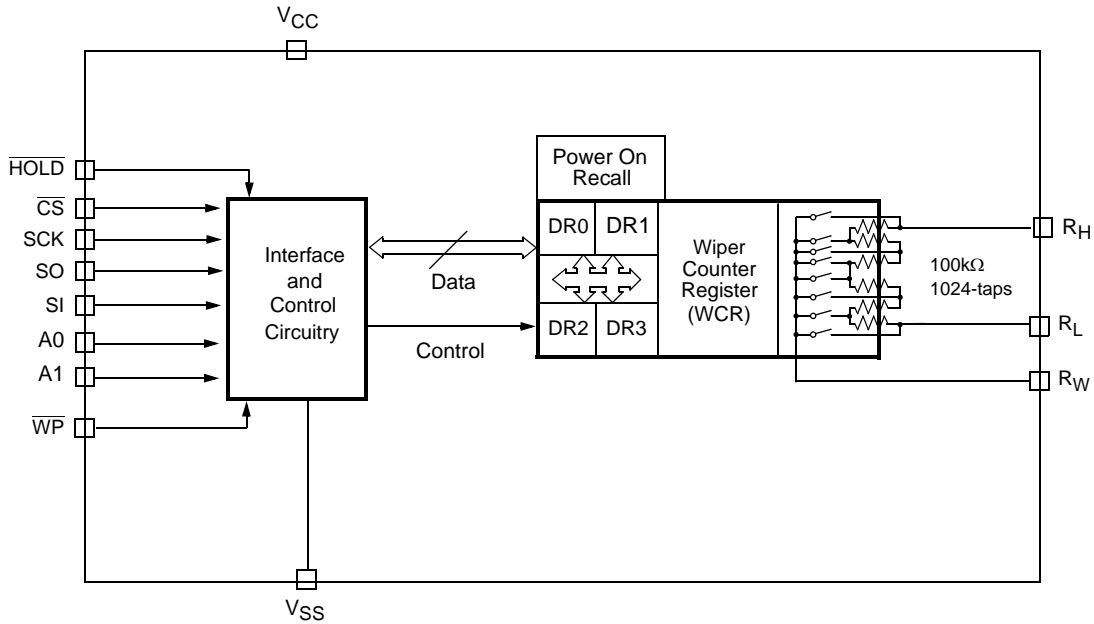 VCC
HOLD
CS
SCK
SO
SI
A0
A1
WP
Interface
and
Control
Circuitry
Data
Control
Power On
Recall
DR0 DR1
DR2 DR3
Wiper
Counter
Register
(WCR)
100kΩ
1024-taps
RH
RL
RW
VSS